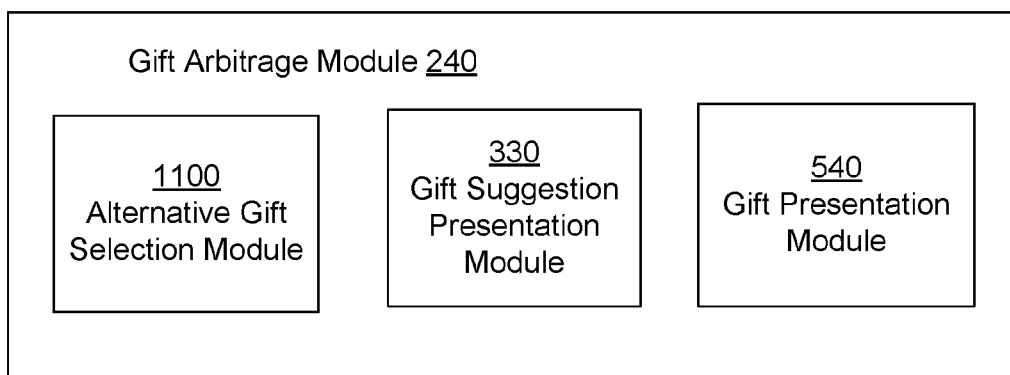 Gift Arbitrage Module 240
1100
Alternative Gift
Selection Module
330
Gift Suggestion
Presentation
Module
540
Gift Presentation
Module